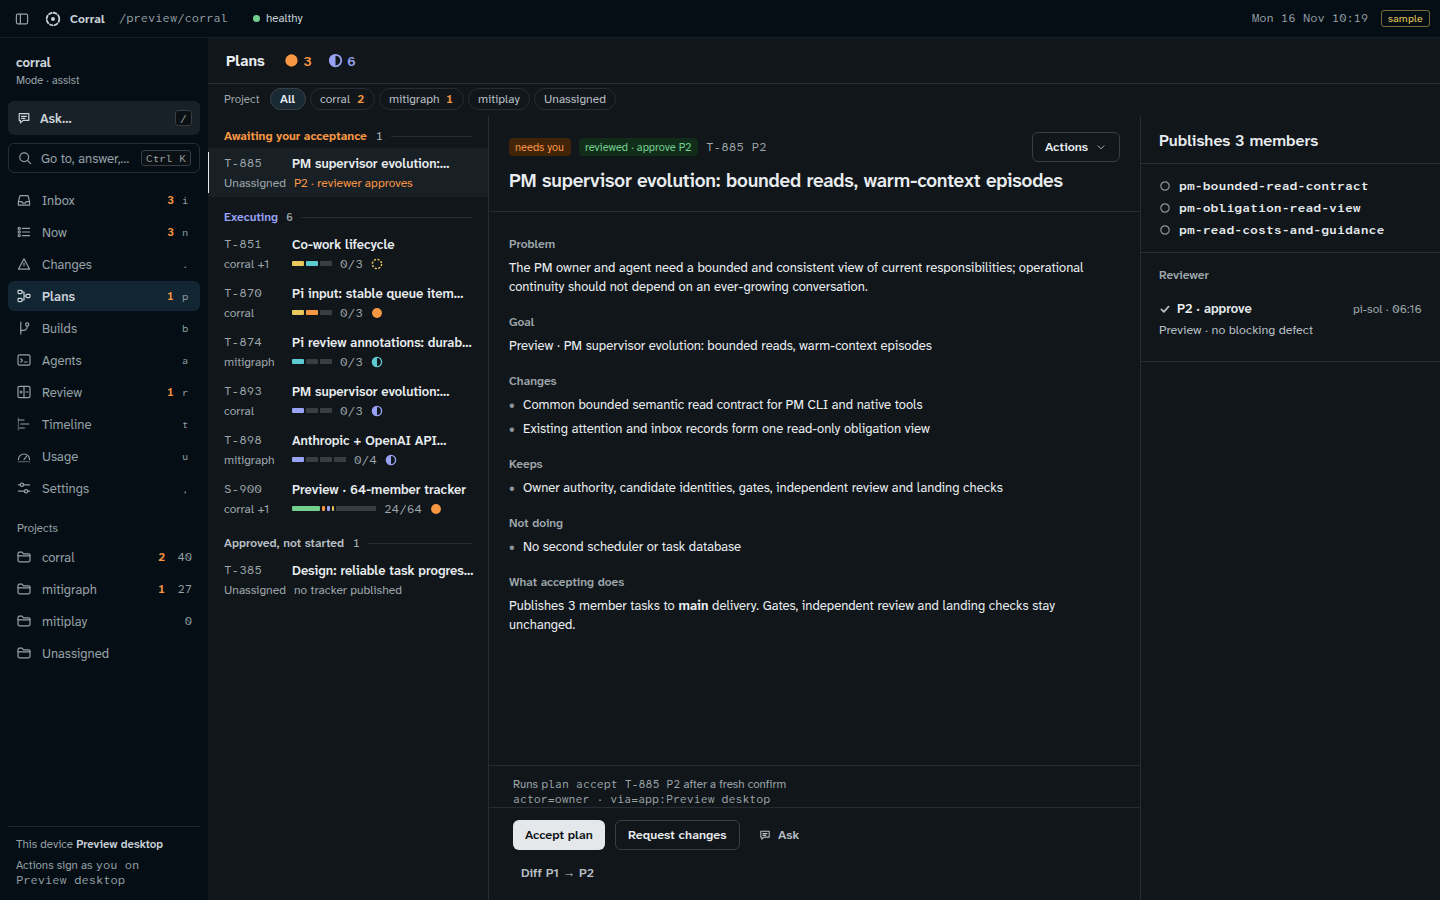 Corral /preview/corral healthy
Mon 16 Nov 10:19 sample
corral
Mode · assist
Ask... /
Go to, answer,... Ctrl K
Inbox 3 i
Now 3 n
Changes .
Plans 1 p
Builds b
Agents a
Review 1 r
Timeline t
Usage u
Settings ,
Projects
corral 2 40
mitigraph 1 27
mitiplay 0
Unassigned
This device Preview desktop
Actions sign as you on
Preview desktop
Plans 3 6
Project All corral 2 mitigraph 1 mitiplay Unassigned
Awaiting your acceptance 1
T-885 PM supervisor evolution:...
Unassigned P2 · reviewer approves
Executing 6
T-851 Co-work lifecycle
corral +1 0/3
T-870 Pi input: stable queue item...
corral 0/3
T-874 Pi review annotations: durab...
mitigraph 0/3
T-893 PM supervisor evolution:...
corral 0/3
T-898 Anthropic + OpenAI API...
mitigraph 0/4
S-900 Preview · 64-member tracker
corral +1 24/64
Approved, not started 1
T-385 Design: reliable task progres...
Unassigned no tracker published
needs you reviewed · approve P2 T-885 P2
Actions
PM supervisor evolution: bounded reads, warm-context episodes
Problem
The PM owner and agent need a bounded and consistent view of current responsibilities; operational
continuity should not depend on an ever-growing conversation.
Goal
Preview · PM supervisor evolution: bounded reads, warm-context episodes
Changes
• Common bounded semantic read contract for PM CLI and native tools
• Existing attention and inbox records form one read-only obligation view
Keeps
• Owner authority, candidate identities, gates, independent review and landing checks
Not doing
• No second scheduler or task database
What accepting does
Publishes 3 member tasks to main delivery. Gates, independent review and landing checks stay
unchanged.
Runs plan accept T-885 P2 after a fresh confirm
actor=owner · via=app:Preview desktop
Accept plan Request changes Ask
Diff P1 → P2
Publishes 3 members
pm-bounded-read-contract
pm-obligation-read-view
pm-read-costs-and-guidance
Reviewer
P2 · approve pi-sol · 06:16
Preview · no blocking defect